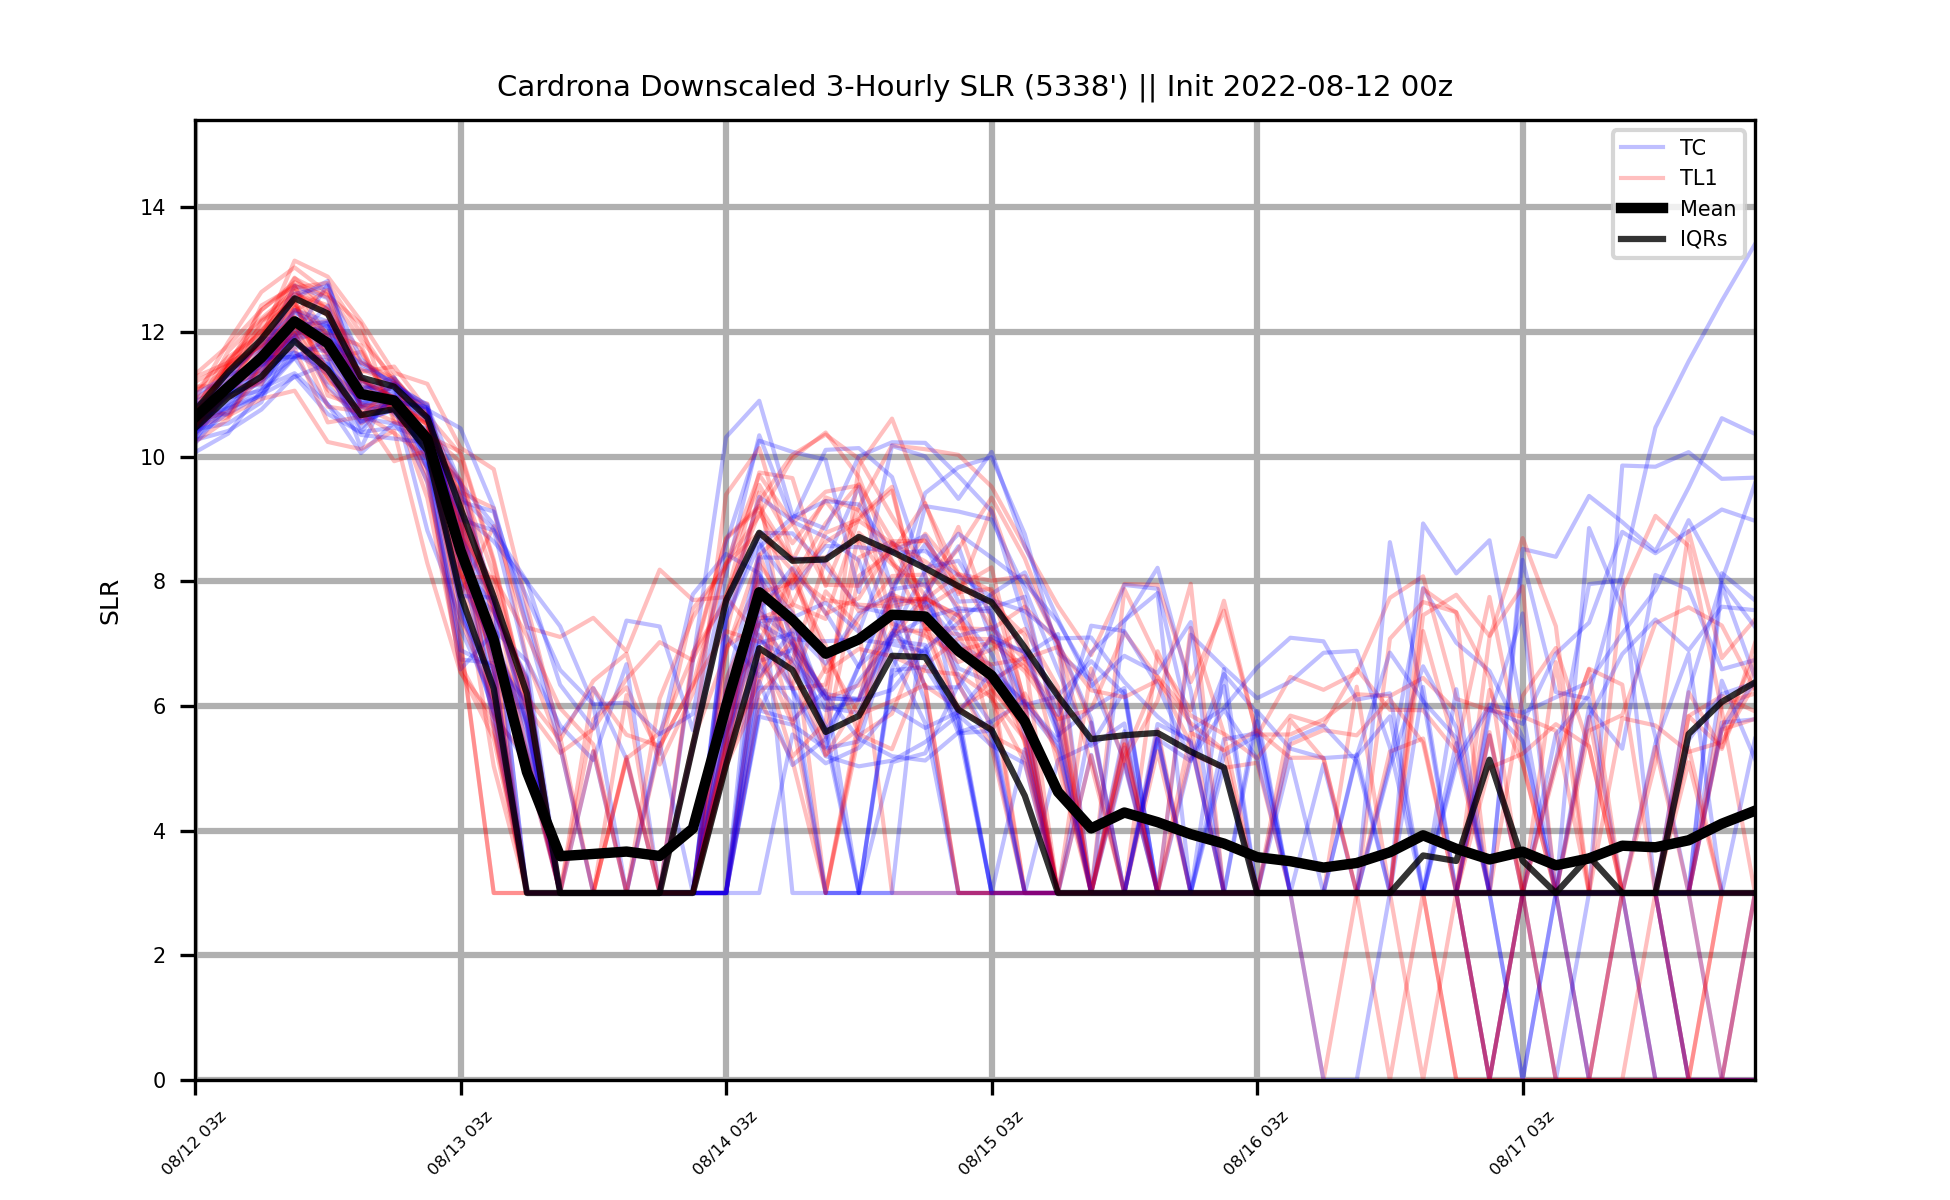 Cardrona Downscaled 3-Hourly SLR (5338') || Init 2022-08-12 00z
TC
TL1
Mean
IQRs
SLR
14
12
10
8
6
4
2
0
08/12 03z
08/13 03z
08/14 03z
08/15 03z
08/16 03z
08/17 03z